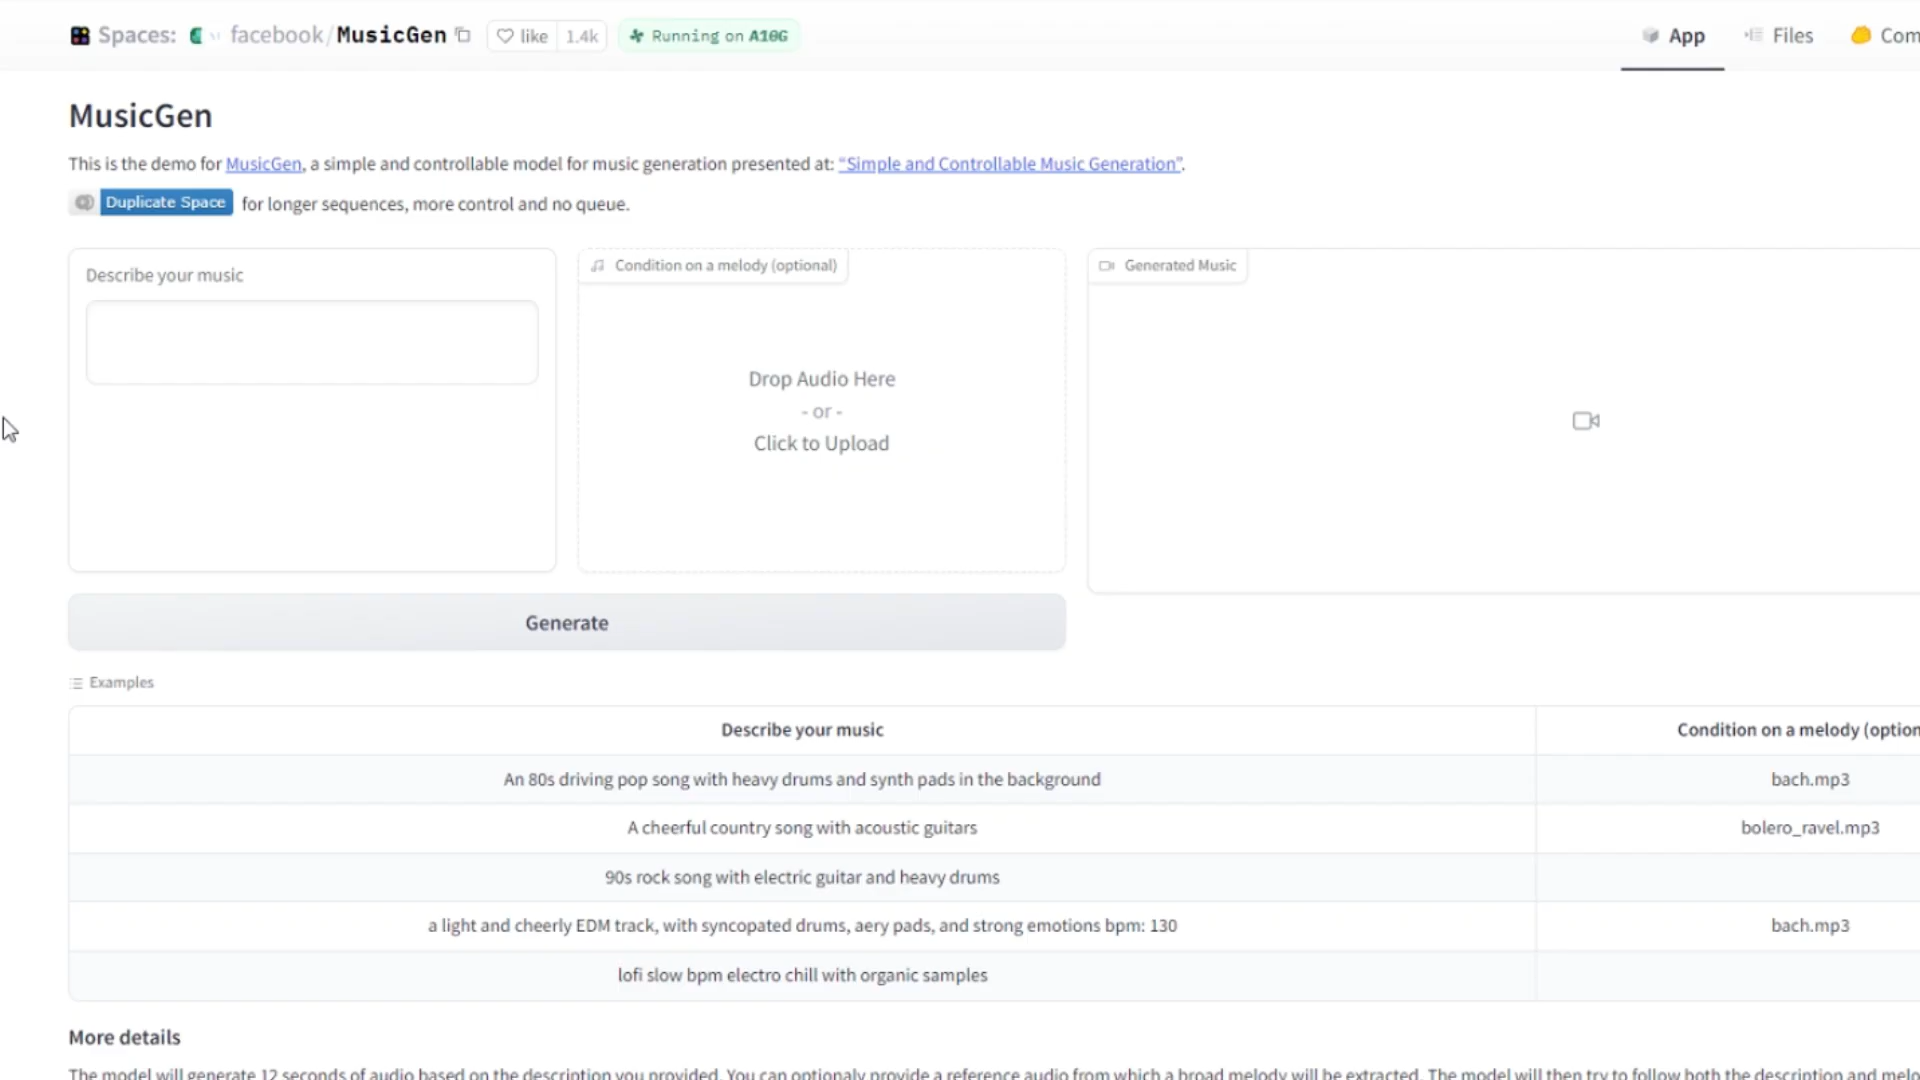 Spaces: facebook/MusicGen like 1.4k Running on A10G App Files Com
MusicGen
This is the demo for MusicGen, a simple and controllable model for music generation presented at: “Simple and Controllable Music Generation”.
Duplicate Space for longer sequences, more control and no queue.
Describe your music
Condition on a melody (optional)
Drop Audio Here
- or -
Click to Upload
Generated Music
Generate
Examples
Describe your music Condition on a melody (option
An 80s driving pop song with heavy drums and synth pads in the background bach.mp3
A cheerful country song with acoustic guitars bolero_ravel.mp3
90s rock song with electric guitar and heavy drums
a light and cheerly EDM track, with syncopated drums, aery pads, and strong emotions bpm: 130 bach.mp3
lofi slow bpm electro chill with organic samples
More details
The model will generate 12 seconds of audio based on the description you provided. You can optionaly provide a reference audio from which a broad melody will be extracted. The model will then try to follow both the description and melo